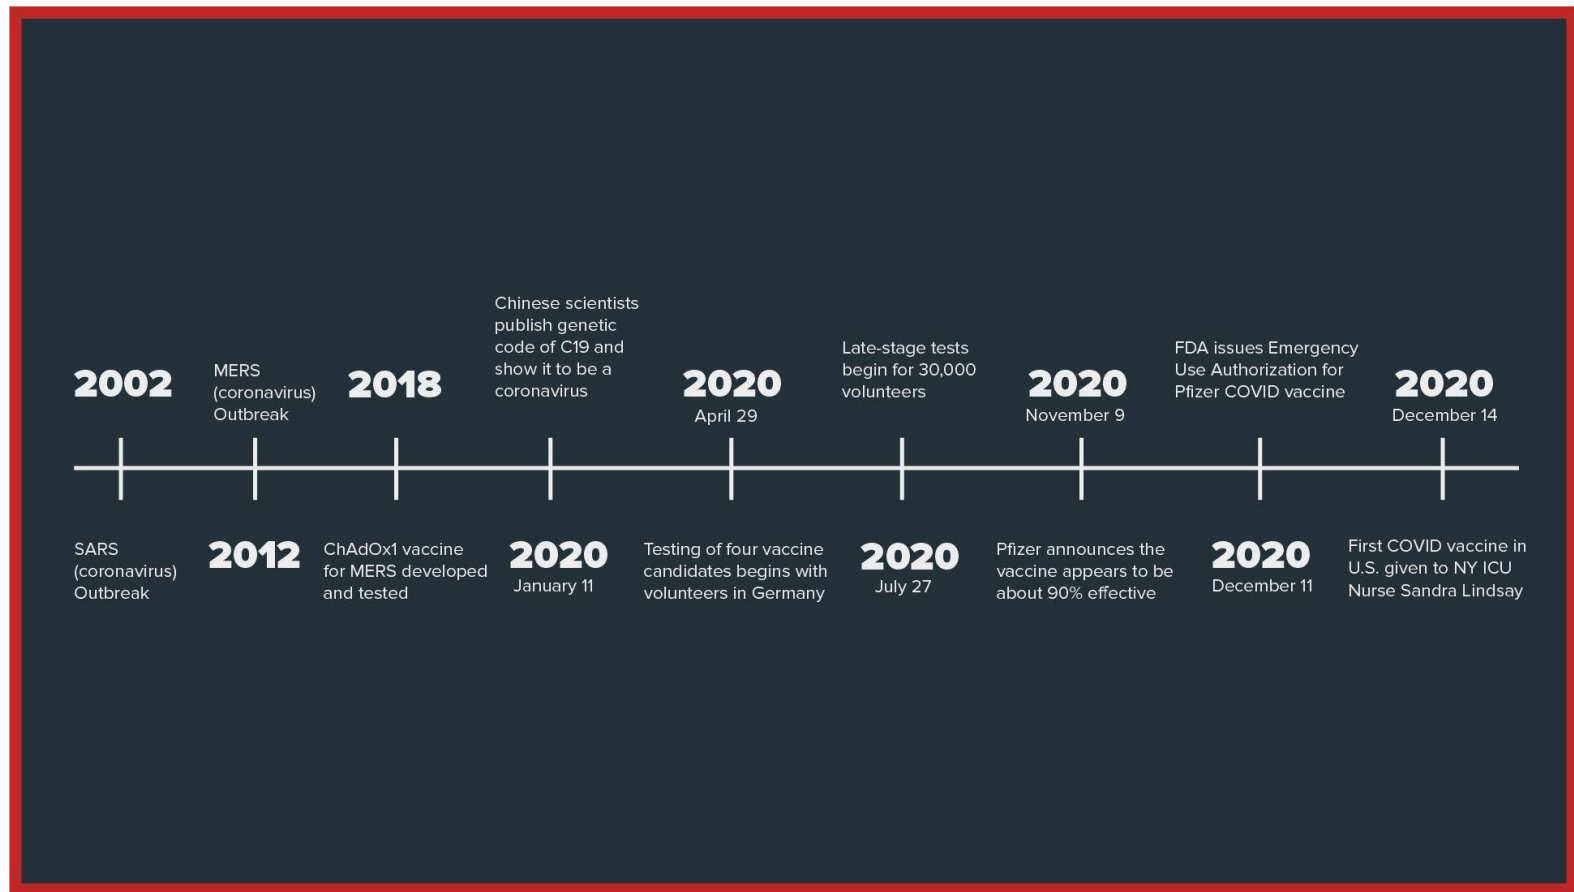 2002
SARS
(coronavirus)
Outbreak
MERS
(coronavirus)
Outbreak
2012
2018
ChAdOx1 vaccine
for MERS developed
and tested
Chinese scientists
publish genetic
code of C19 and
show it to be a
coronavirus
2020
January 11
2020
April 29
Testing of four vaccine
candidates begins with
volunteers in Germany
Late-stage tests
begin for 30,000
volunteers
2020
July 27
2020
November 9
Pfizer announces the
vaccine appears to be
about 90% effective
FDA issues Emergency
Use Authorization for
Pfizer COVID vaccine
2020
December 11
2020
December 14
First COVID vaccine in
U.S. given to NY ICU
Nurse Sandra Lindsay